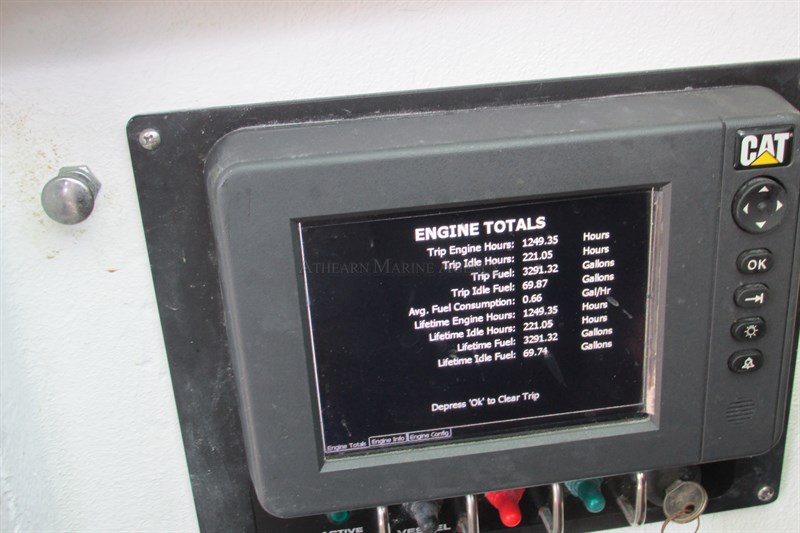 CAT
ENGINE TOTALS
Trip Engine Hours: 1249.35 Hours
Trip Idle Hours: 221.05 Hours
Trip Fuel: 3291.32 Gallons
Trip Idle Fuel: 69.87 Gallons
Avg. Fuel Consumption: 0.66 Gal/Hr
Lifetime Engine Hours: 1249.35 Hours
Lifetime Idle Hours: 221.05 Hours
Lifetime Fuel: 3291.32 Gallons
Lifetime Idle Fuel: 69.74 Gallons
Depress 'Ok' to Clear Trip
Engine Totals Engine Info Engine Config
OK
ATHEARN MARINE
ACTIVE